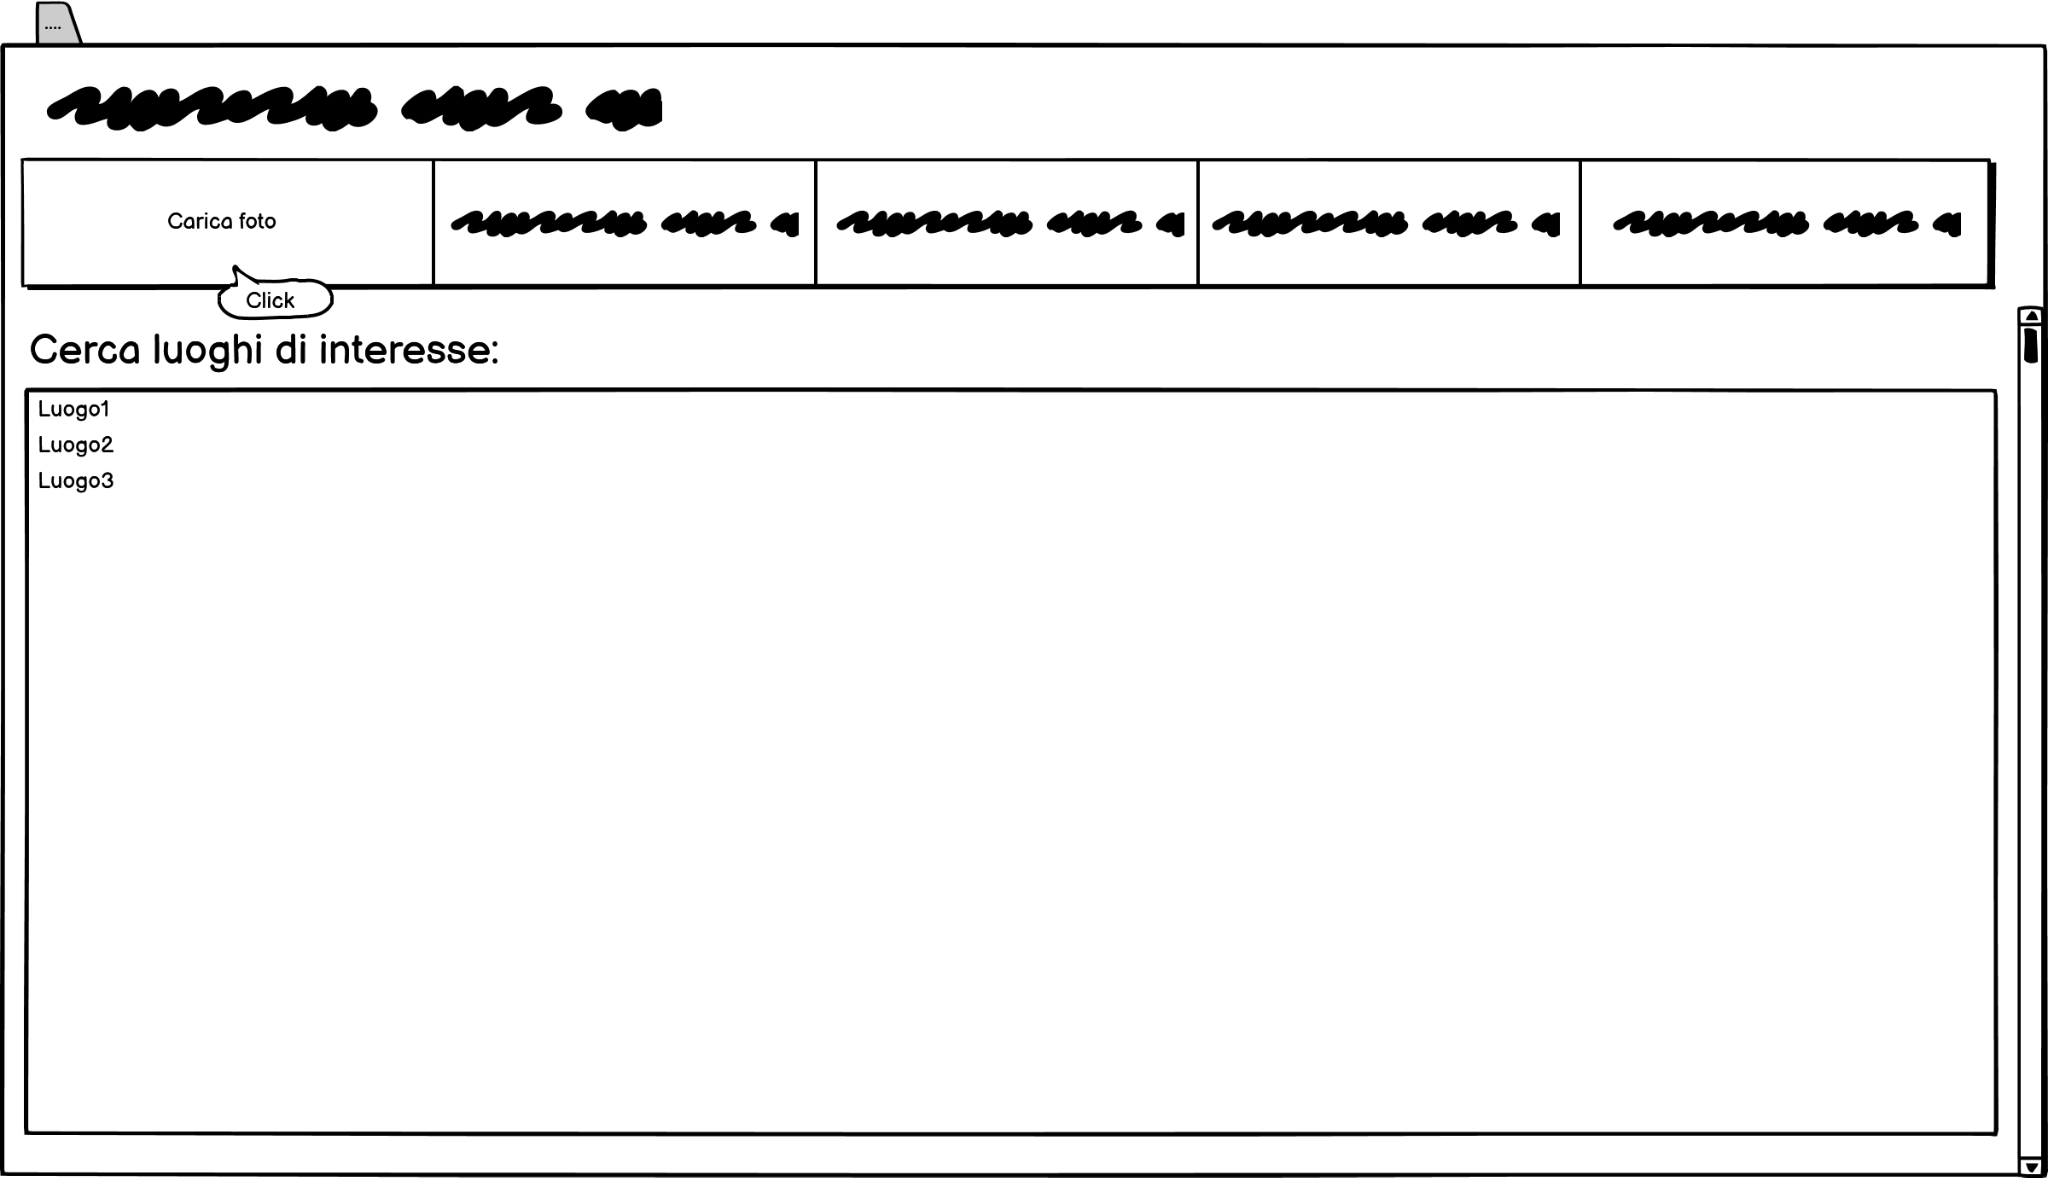 ....
Carica foto
Click
Cerca luoghi di interesse:
Luogo1
Luogo2
Luogo3